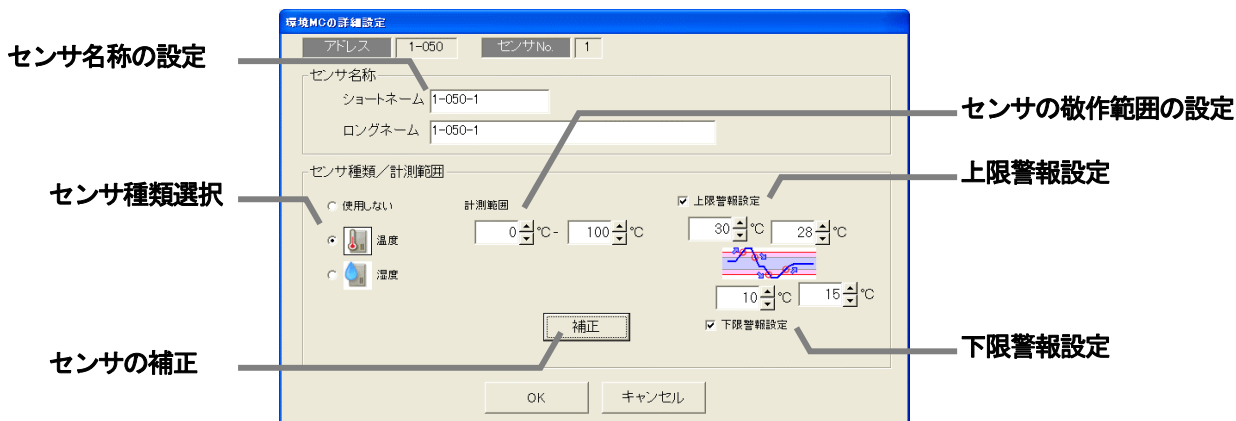 環境MCの詳細設定
アドレス 1-050 センサNo. 1
センサ名称の設定
センサ名称
ショートネーム 1-050-1
ロングネーム 1-050-1
センサの敬作範囲の設定
センサ種類/計測範囲
上限警報設定
センサ種類選択
使用しない 計測範囲 上限警報設定
0 ℃- 100 ℃ 30 ℃ 28 ℃
温度
湿度
10 ℃ 15 ℃
補正 下限警報設定
センサの補正
下限警報設定
OK キャンセル